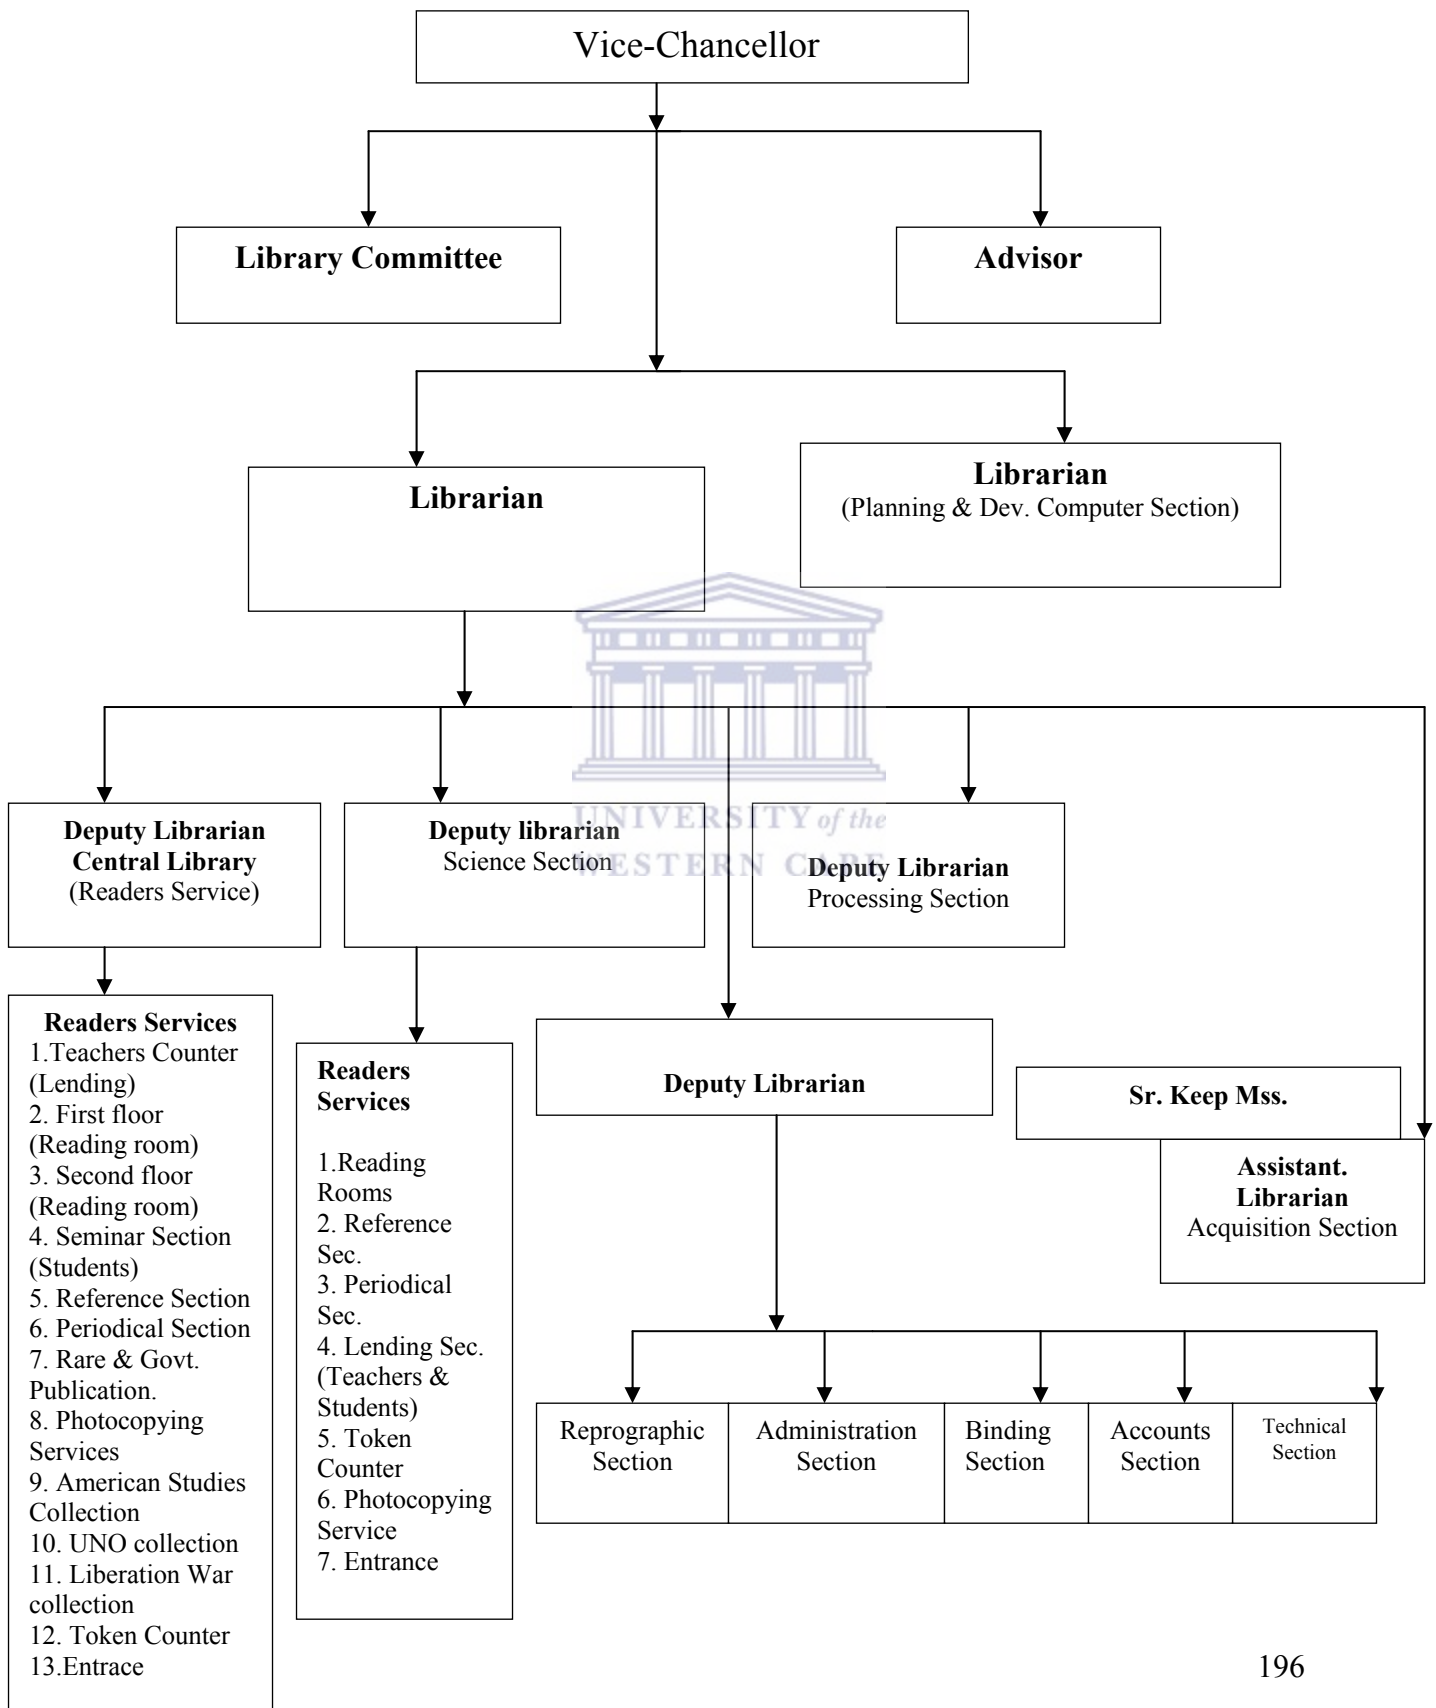 Vice-Chancellor
Library Committee
Advisor
Librarian
Librarian
(Planning & Dev. Computer Section)
UNIVERSITY of the
WESTERN CAPE
Deputy Librarian
Central Library
(Readers Service)
Deputy librarian
Science Section
Deputy Librarian
Processing Section
Readers Services
1.Teachers Counter
(Lending)
2. First floor
(Reading room)
3. Second floor
(Reading room)
4. Seminar Section
(Students)
5. Reference Section
6. Periodical Section
7. Rare & Govt.
Publication.
8. Photocopying
Services
9. American Studies
Collection
10. UNO collection
11. Liberation War
collection
12. Token Counter
13.Entrace
Readers
Services
1.Reading
Rooms
2. Reference
Sec.
3. Periodical
Sec.
4. Lending Sec.
(Teachers &
Students)
5. Token
Counter
6. Photocopying
Service
7. Entrance
Deputy Librarian
Sr. Keep Mss.
Assistant.
Librarian
Acquisition Section
Reprographic
Section
Administration
Section
Binding
Section
Accounts
Section
Technical
Section
196